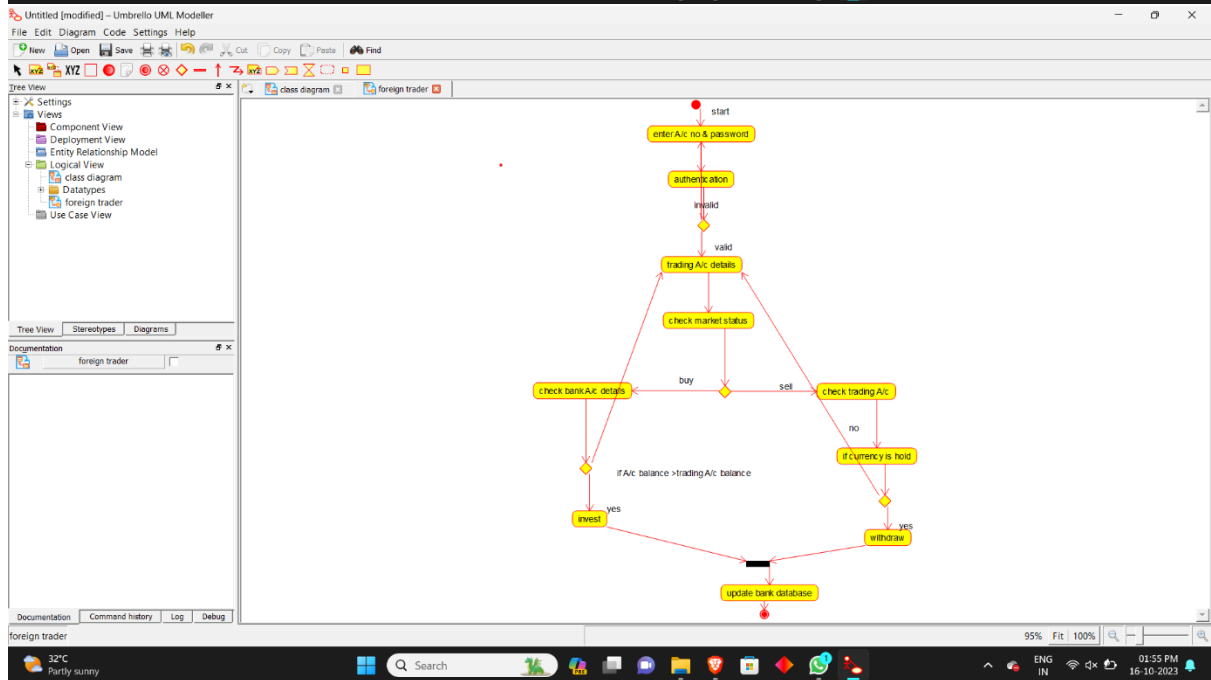 Untitled [modified] – Umbrello UML Modeller
File Edit Diagram Code Settings Help
New Open Save Cut Copy Paste Find
XYZ XYZ
Tree View
class diagram
foreign trader
Settings
Views
Component View
Deployment View
Entity Relationship Model
Logical View
class diagram
Datatypes
foreign trader
Use Case View
Tree View Stereotypes Diagrams
Documentation
foreign trader
Documentation Command history Log Debug
start
enter A/c no & password
authentication
invalid
valid
trading A/c details
check market status
buy
sell
check bank A/c details
check trading A/c
no
if currency is hold
if A/c balance >trading A/c balance
yes
invest
yes
withdraw
update bank database
foreign trader
95% Fit 100%
32°C
Partly sunny
Search
ENG
IN
01:55 PM
16-10-2023